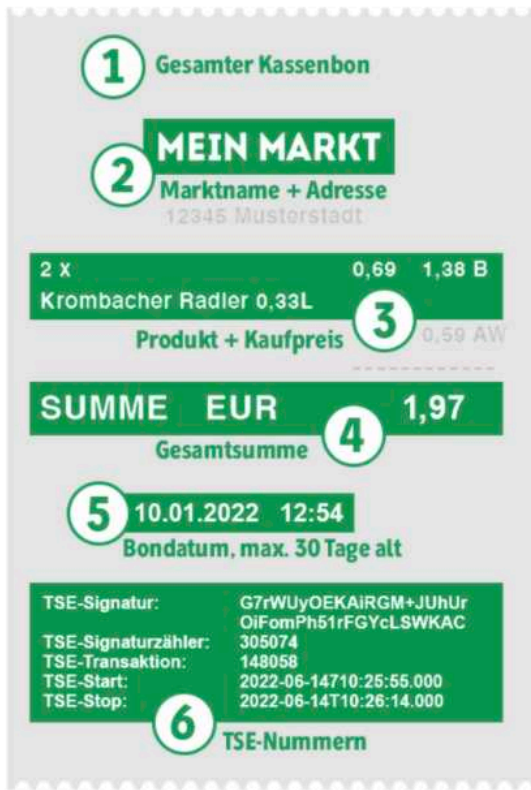 1 Gesamter Kassenbon
MEIN MARKT
2 Marktname + Adresse
12345 Musterstadt
2 X 0,69 1,38 B
Krombacher Radler 0,33L
3 Produkt + Kaufpreis
0,59 AW
SUMME EUR 1,97
4 Gesamtsumme
5 10.01.2022 12:54
Bondatum, max. 30 Tage alt
TSE-Signatur: G7rWUyOEKAiRGM+JUhUr
OiFomPh51rFGYcLSWKAC
TSE-Signaturzähler: 305074
TSE-Transaktion: 148058
TSE-Start: 2022-06-14710:25:55.000
TSE-Stop: 2022-06-14T10:26:14.000
6 TSE-Nummern